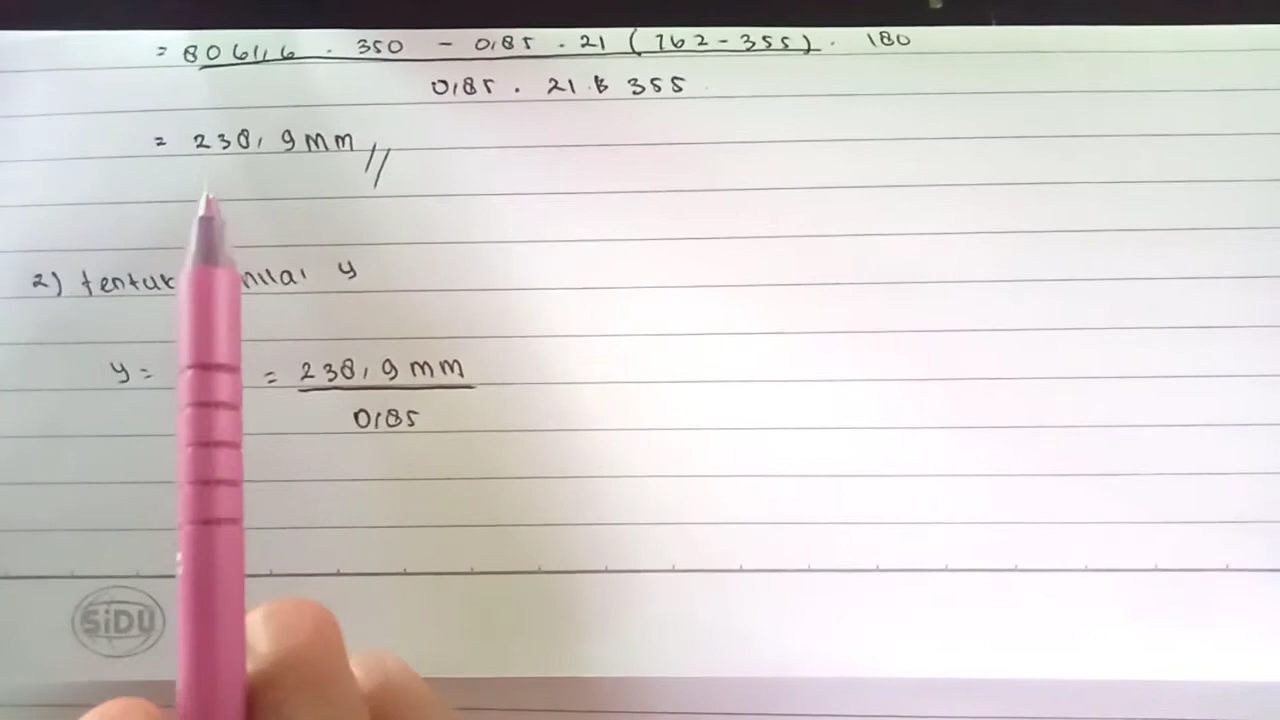 = 8061,6 . 350 - 0,85 . 21 (762-355). 180
0,85 . 21 . 355
= 238,9 mm //
2) tentuk nilai y
y = = 238,9 mm
0,85
SiDU